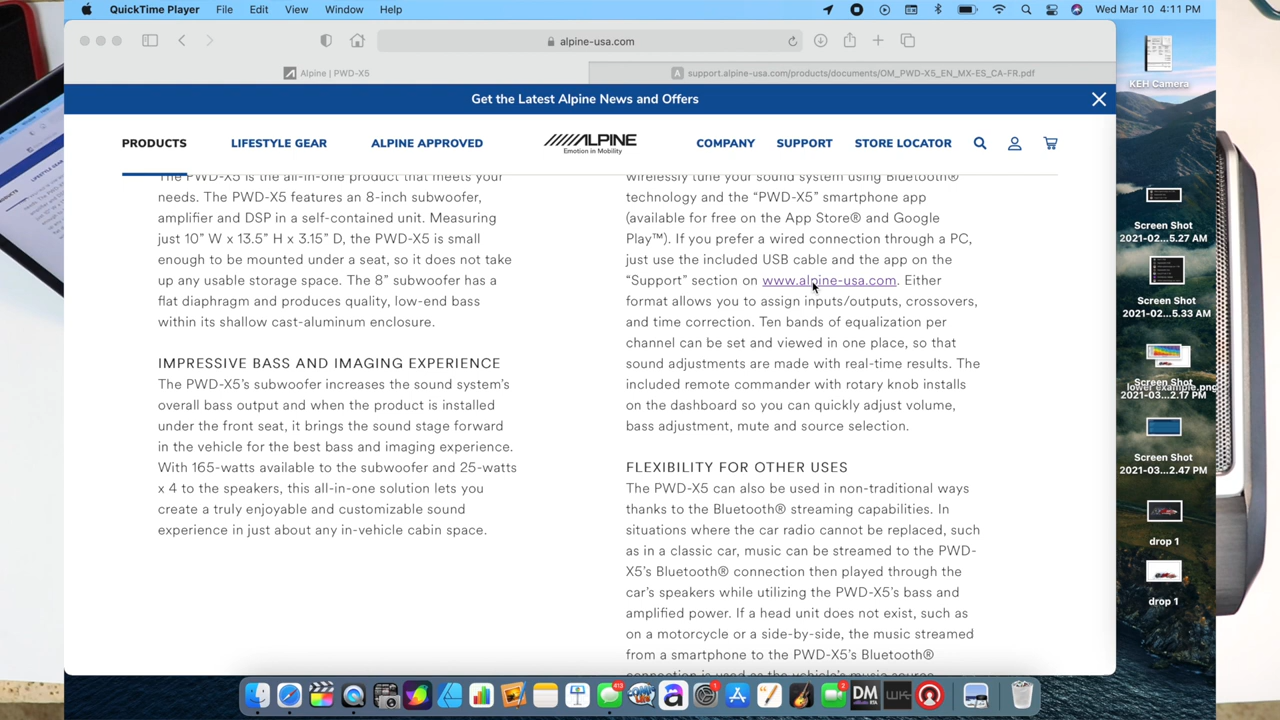 QuickTime Player File Edit View Window Help
Wed Mar 10 4:11 PM
alpine-usa.com
Alpine | PWD-X5
support.alpine-usa.com/products/documents/OM_PWD-X5_EN_MX-ES_CA-FR.pdf
Get the Latest Alpine News and Offers
PRODUCTS LIFESTYLE GEAR ALPINE APPROVED
ALPINE
Emotion in Mobility
COMPANY SUPPORT STORE LOCATOR
The PWD-X5 is the all-in-one product that meets your
needs. The PWD-X5 features an 8-inch subwoofer,
amplifier and DSP in a self-contained unit. Measuring
just 10” W x 13.5” H x 3.15” D, the PWD-X5 is small
enough to be mounted under a seat, so it does not take
up any usable storage space. The 8” subwoofer has a
flat diaphragm and produces quality, low-end bass
within its shallow cast-aluminum enclosure.
IMPRESSIVE BASS AND IMAGING EXPERIENCE
The PWD-X5’s subwoofer increases the sound system’s
overall bass output and when the product is installed
under the front seat, it brings the sound stage forward
in the vehicle for the best bass and imaging experience.
With 165-watts available to the subwoofer and 25-watts
x 4 to the speakers, this all-in-one solution lets you
create a truly enjoyable and customizable sound
experience in just about any in-vehicle cabin space.
wirelessly tune your sound system using Bluetooth®
technology and the “PWD-X5” smartphone app
(available for free on the App Store® and Google
Play™). If you prefer a wired connection through a PC,
just use the included USB cable and the app on the
“Support” section on www.alpine-usa.com. Either
format allows you to assign inputs/outputs, crossovers,
and time correction. Ten bands of equalization per
channel can be set and viewed in one place, so that
sound adjustments are made with real-time results. The
included remote commander with rotary knob installs
on the dashboard so you can quickly adjust volume,
bass adjustment, mute and source selection.
FLEXIBILITY FOR OTHER USES
The PWD-X5 can also be used in non-traditional ways
thanks to the Bluetooth® streaming capabilities. In
situations where the car radio cannot be replaced, such
as in a classic car, music can be streamed to the PWD-
X5’s Bluetooth® connection then played through the
car’s speakers while utilizing the PWD-X5’s bass and
amplified power. If a head unit does not exist, such as
on a motorcycle or a side-by-side, the music streamed
from a smartphone to the PWD-X5’s Bluetooth®
KEH Camera
Screen Shot
2021-02...5.27 AM
Screen Shot
2021-02...5.33 AM
Screen Shot
lower example.png
2021-03...2.17 PM
Screen Shot
2021-03...2.47 PM
drop 1
drop 1
413
1
2
DM